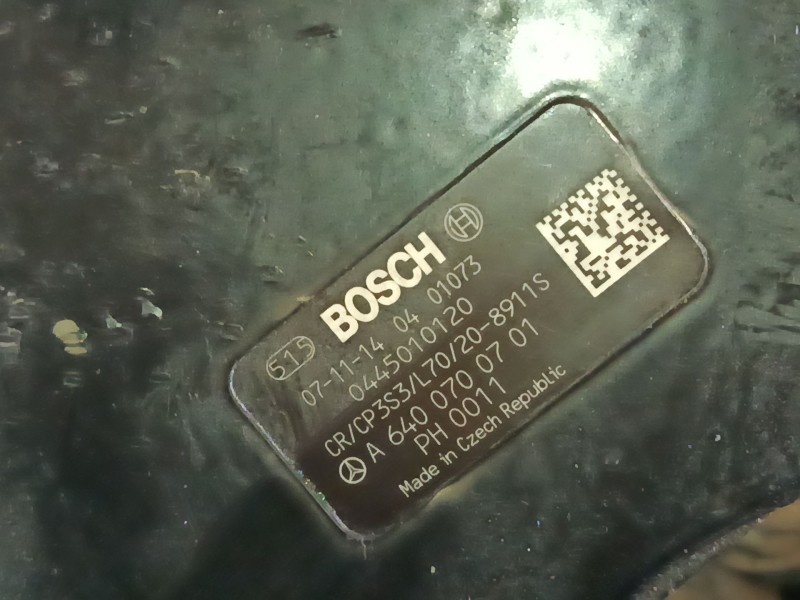 BOSCH
515
07-11-14 04 01073
0445010120
CR/CP3S3/L70/20-8911S
A 640 070 07 01
PH 0011
Made in Czech Republic